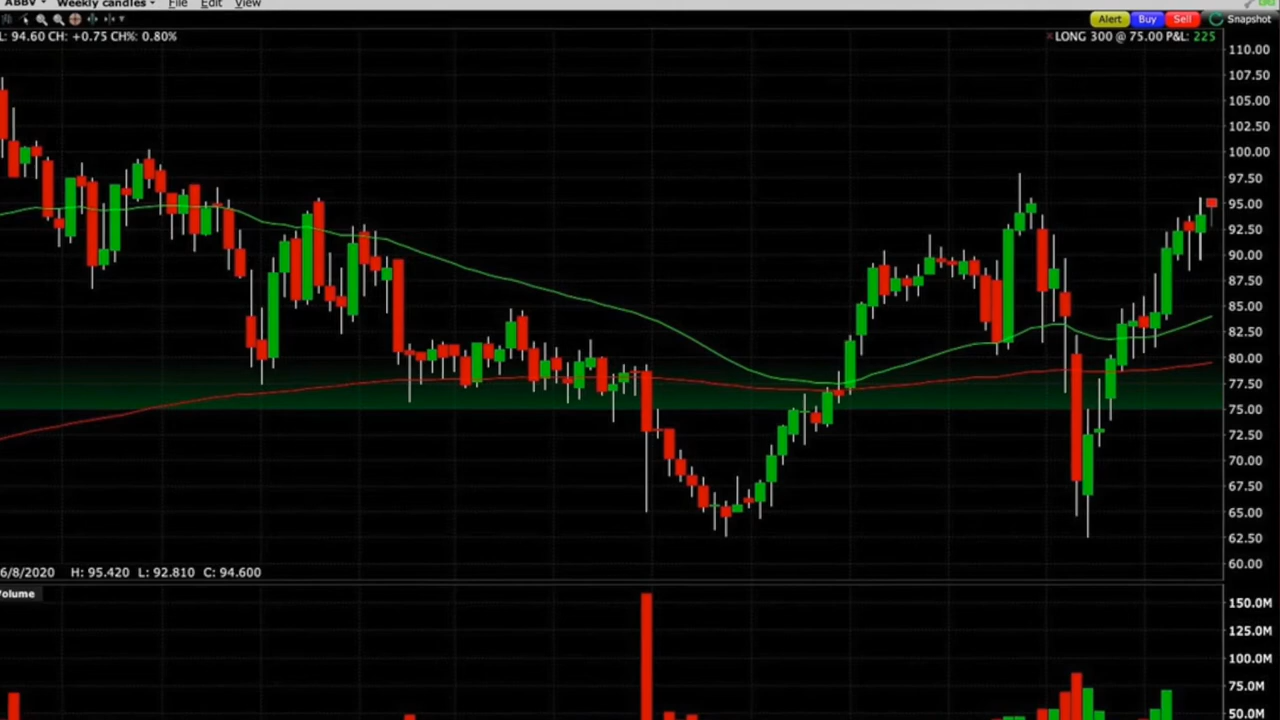 ABBV Weekly candles File Edit View
Alert Buy Sell Snapshot
L: 94.60 CH: +0.75 CH%: 0.80%
×LONG 300 @ 75.00 P&L: 225
110.00
107.50
105.00
102.50
100.00
97.50
95.00
92.50
90.00
87.50
85.00
82.50
80.00
77.50
75.00
72.50
70.00
67.50
65.00
62.50
60.00
6/8/2020 H: 95.420 L: 92.810 C: 94.600
Volume
150.0M
125.0M
100.0M
75.0M
50.0M